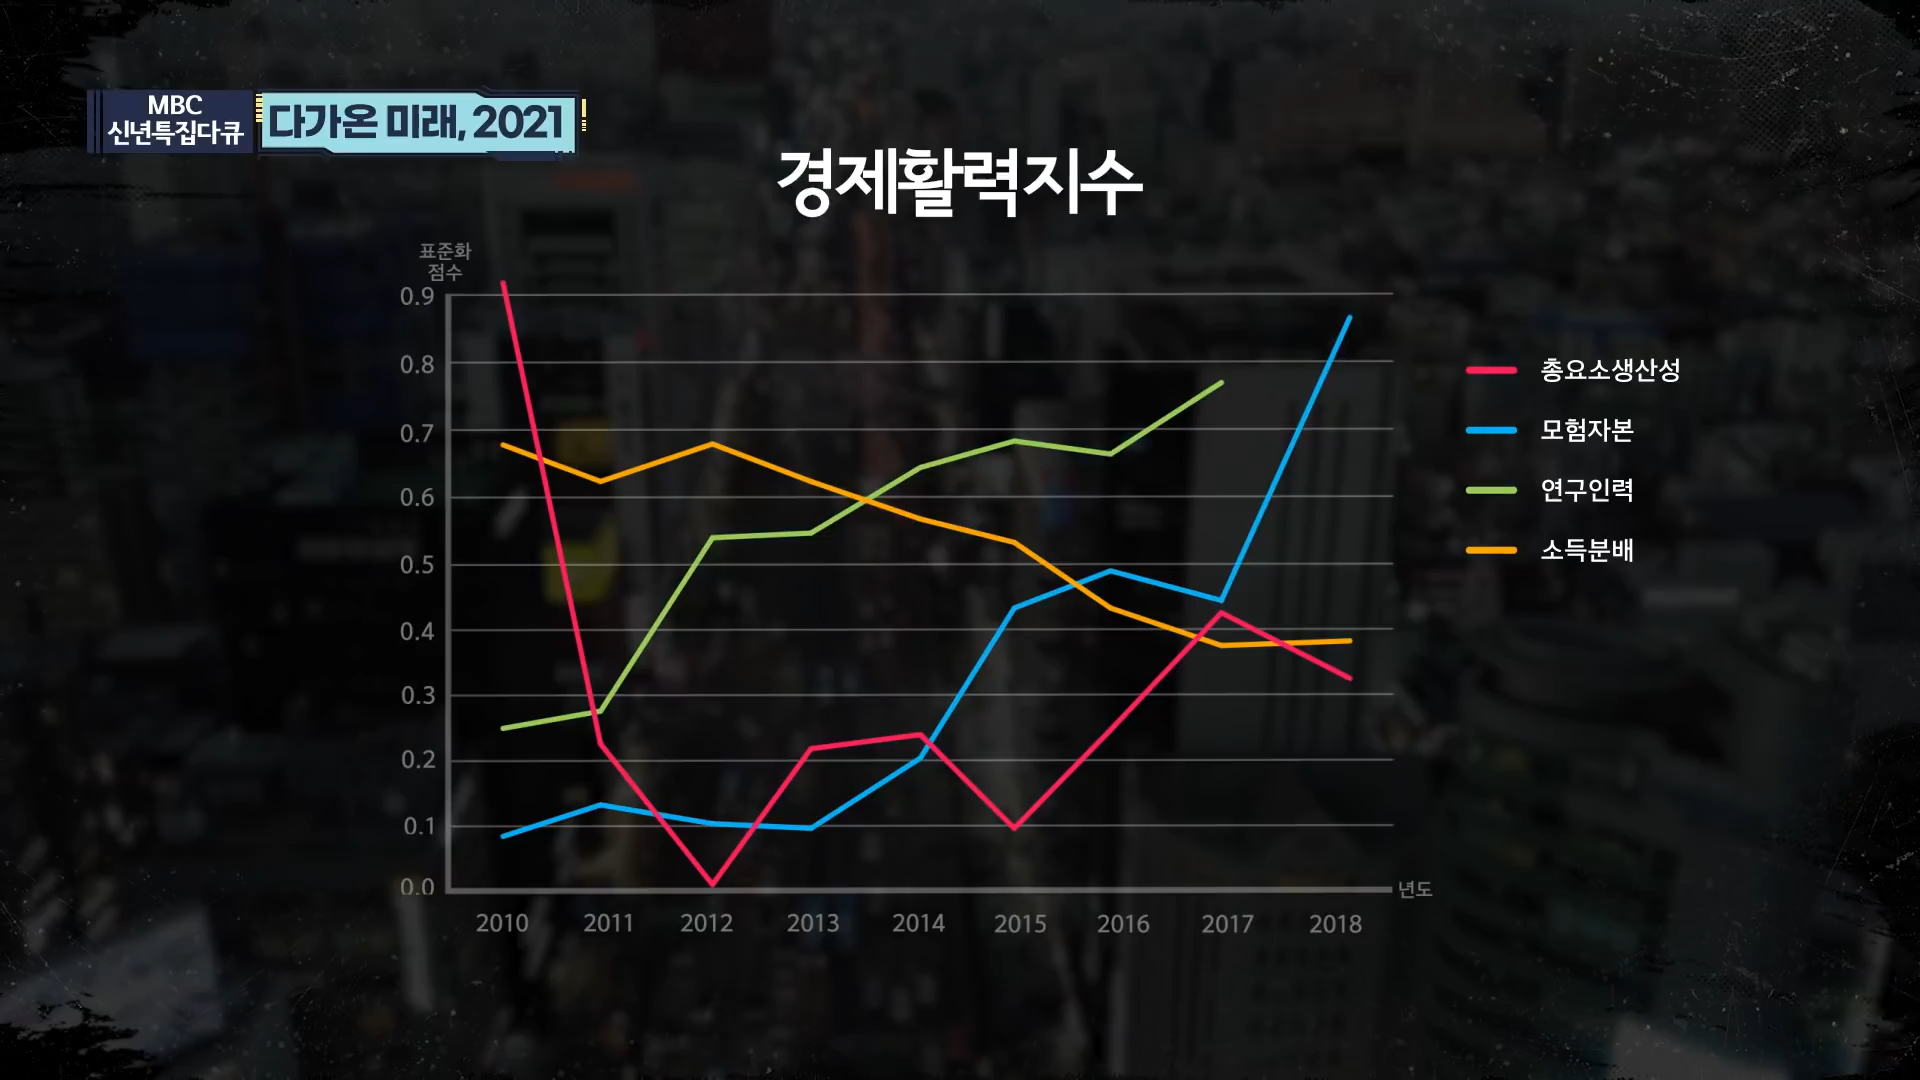 MBC
신년특집다큐
다가온 미래, 2021
경제활력지수
표준화
점수
0.9
0.8
0.7
0.6
0.5
0.4
0.3
0.2
0.1
0.0
년도
2010 2011 2012 2013 2014 2015 2016 2017 2018
총요소생산성
모험자본
연구인력
소득분배